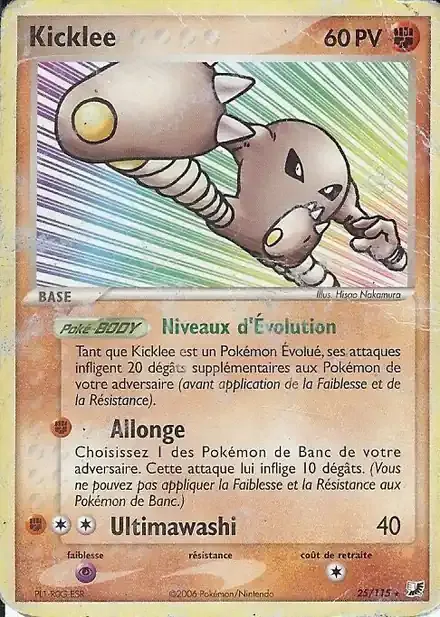 Kicklee 60 PV
BASE Illus. Hisao Nakamura
Poké-BODY Niveaux d'Évolution
Tant que Kicklee est un Pokémon Évolué, ses attaques
infligent 20 dégâts supplémentaires aux Pokémon de
votre adversaire (avant application de la Faiblesse et de
la Résistance).
Allonge
Choisissez 1 des Pokémon de Banc de votre
adversaire. Cette attaque lui inflige 10 dégâts. (Vous
ne pouvez pas appliquer la Faiblesse et la Résistance aux
Pokémon de Banc.)
Ultimawashi 40
faiblesse résistance coût de retraite
©2006 Pokémon/Nintendo 25/115